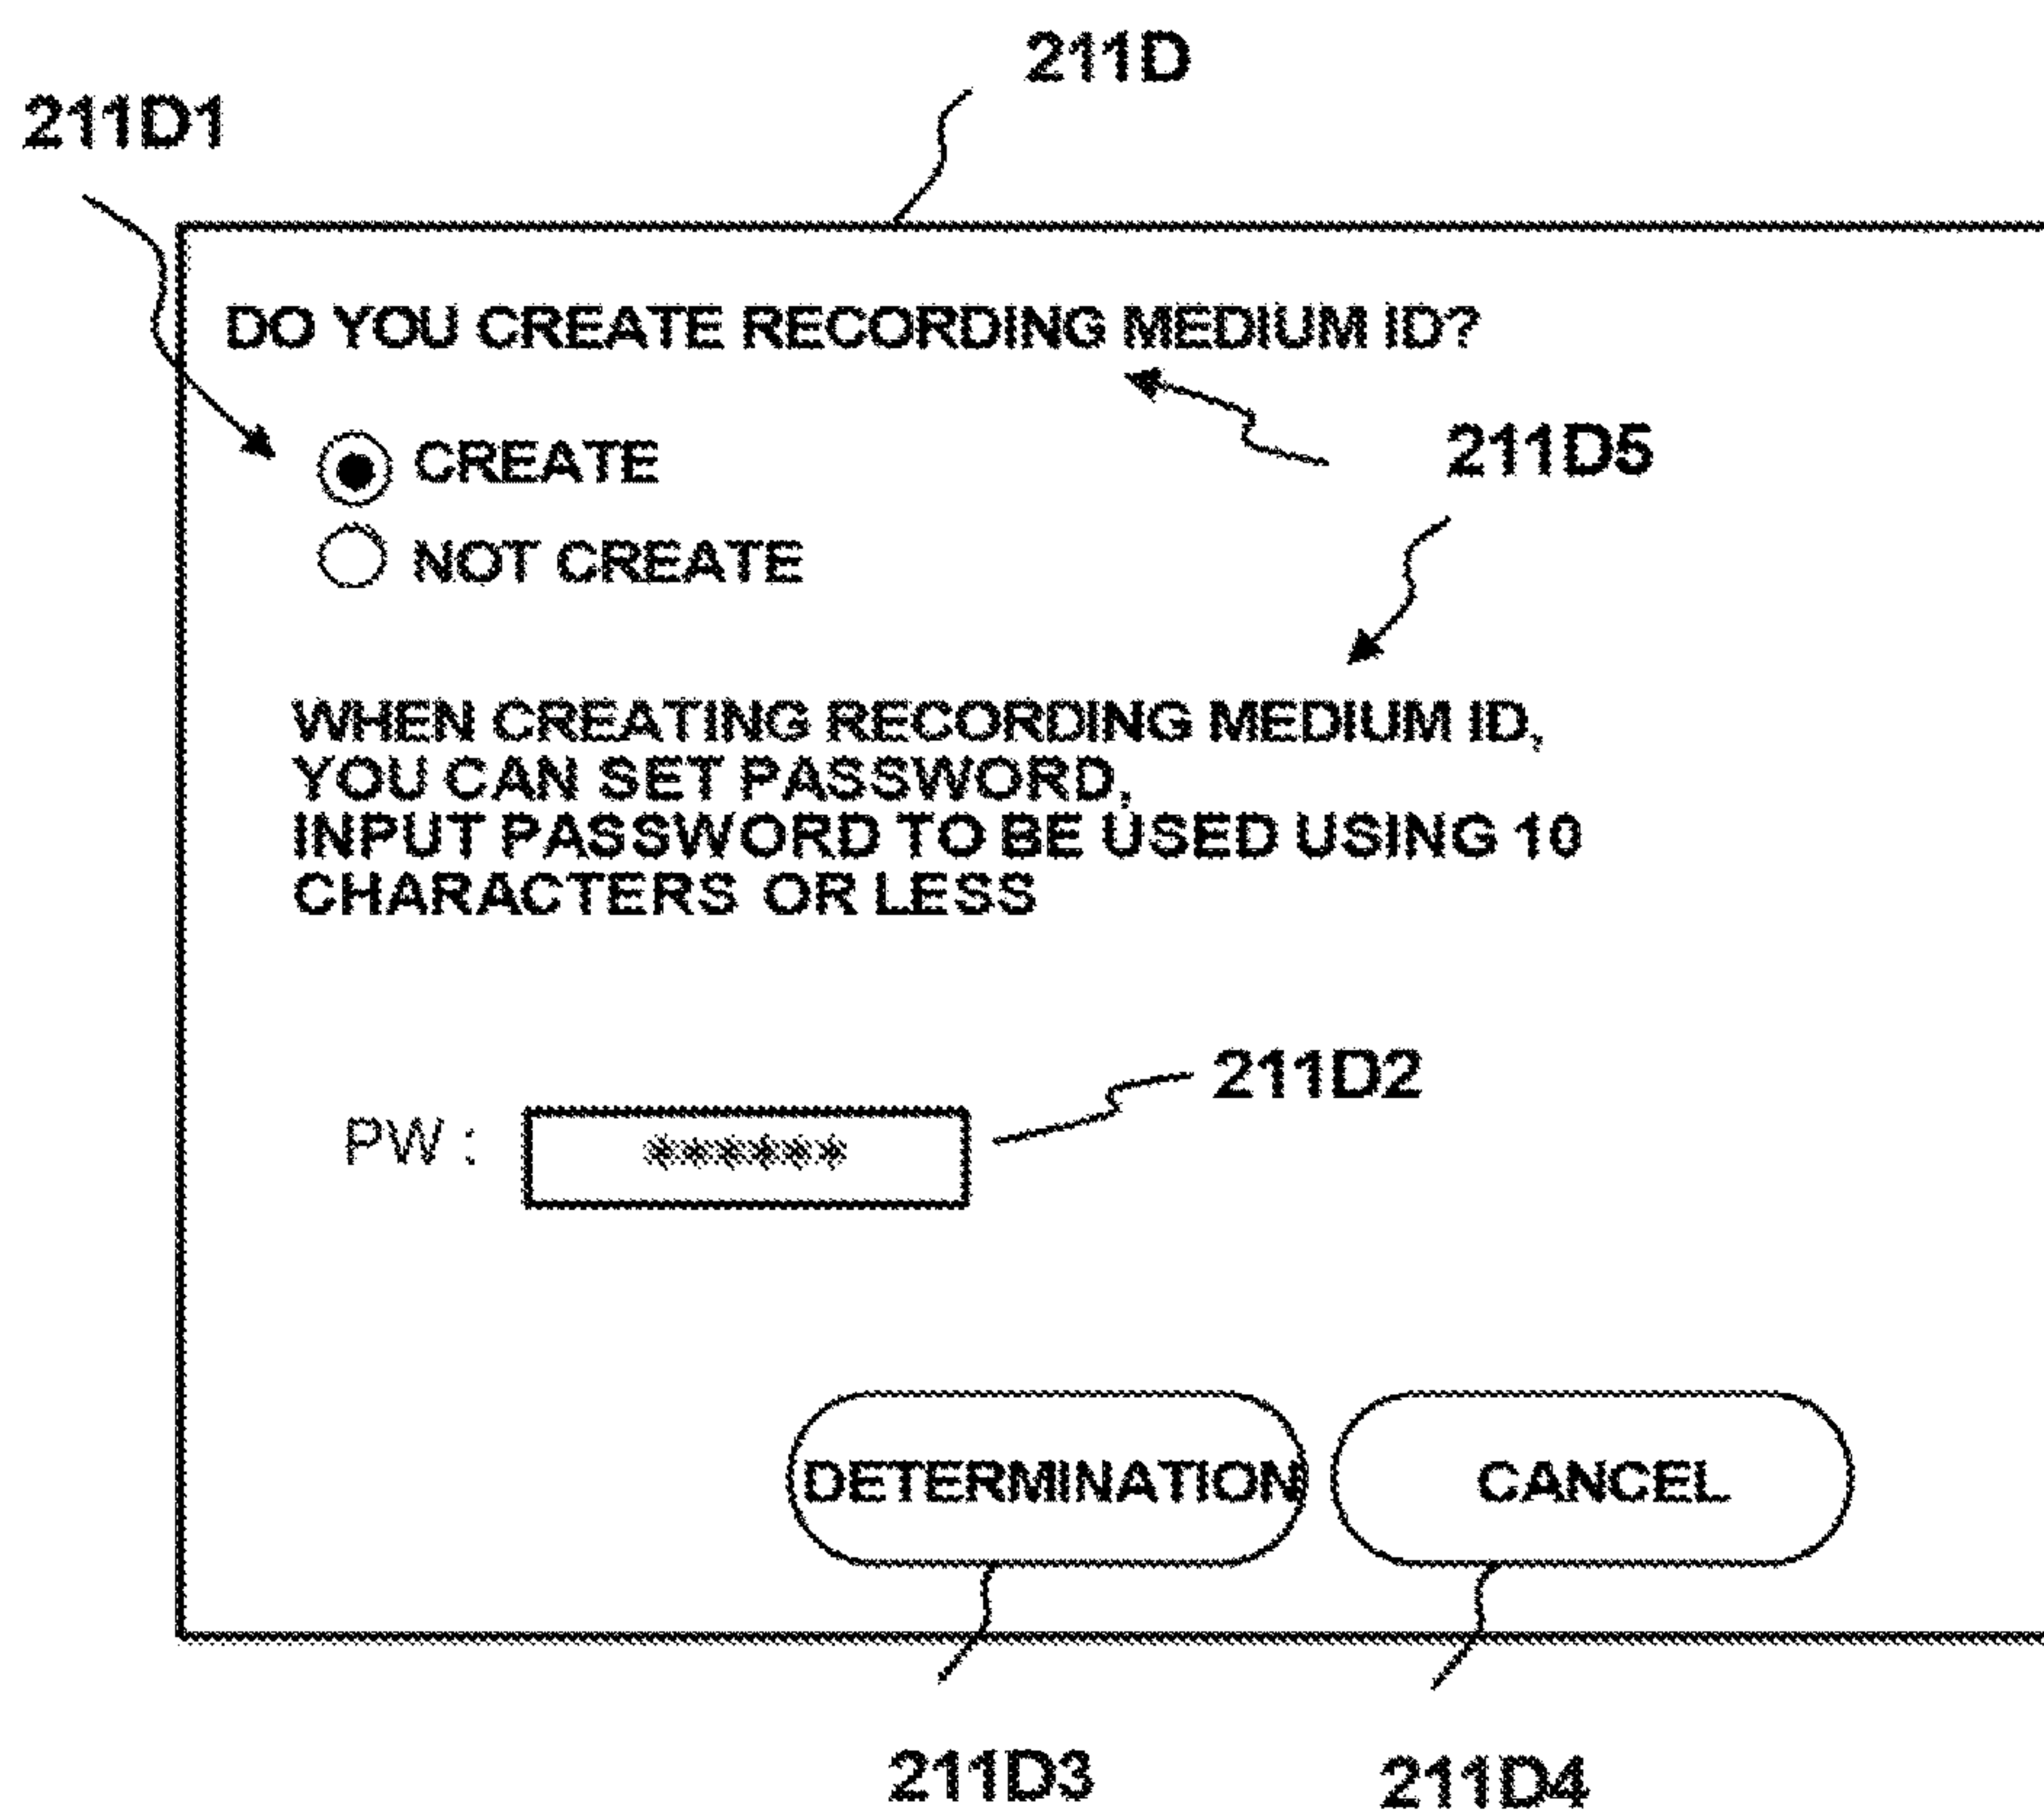 211D
211D1
DO YOU CREATE RECORDING MEDIUM ID?
211D5
CREATE
NOT CREATE
WHEN CREATING RECORDING MEDIUM ID,
YOU CAN SET PASSWORD,
INPUT PASSWORD TO BE USED USING 10
CHARACTERS OR LESS
211D2
PW : ******
DETERMINATION
CANCEL
211D3
211D4